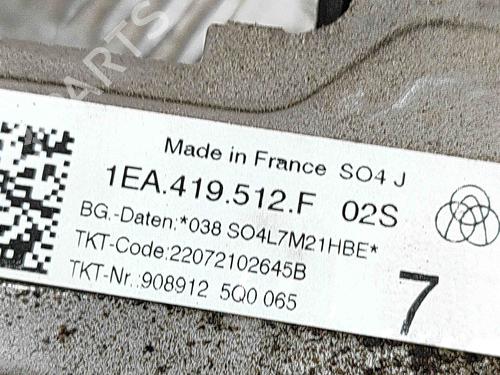 PARTS
Made in France SO4 J
1EA.419.512.F 02S
BG.-Daten:*038 SO4L7M21HBE*
TKT-Code:22072102645B
TKT-Nr.:908912 5Q0 065
7